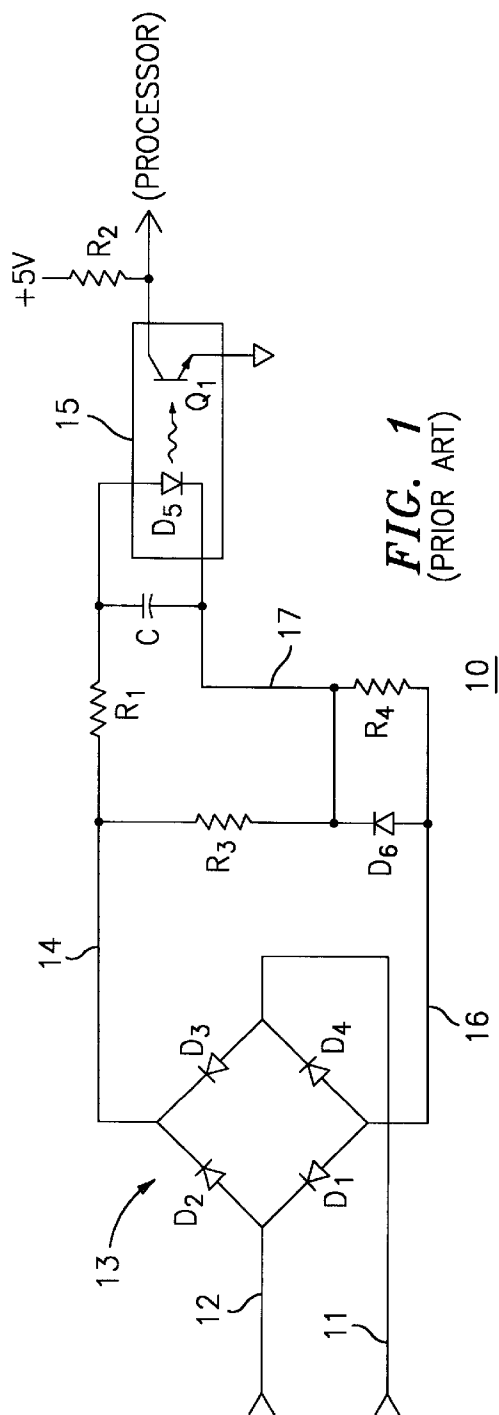 +5V
R2
(PROCESSOR)
15
Q1
D5
C
R1
17
R4
R3
D6
14
16
13
D2
D3
D1
D4
12
11
10
FIG. 1
(PRIOR ART)